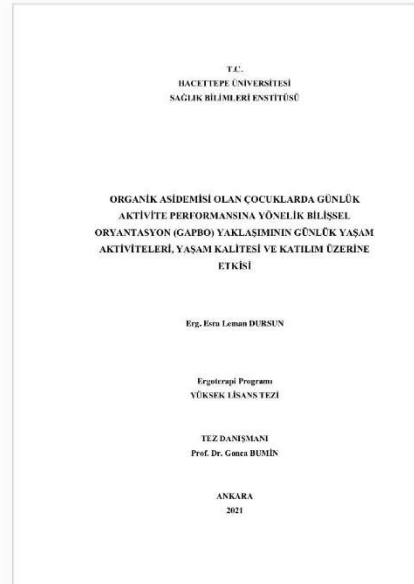 T.C.
HACETTEPE ÜNİVERSİTESİ
SAĞLIK BİLİMLERİ ENSTİTÜSÜ
ORGANİK ASİDEMİSİ OLAN ÇOCUKLARDA GÜNLÜK
AKTİVİTE PERFORMANSINA YÖNELİK BİLİŞSEL
ORYANTASYON (GAPBO) YAKLAŞIMININ GÜNLÜK YAŞAM
AKTİVİTELERİ, YAŞAM KALİTESİ VE KATILIM ÜZERİNE
ETKİSİ
Erg. Esra Leman DURSUN
Ergoterapi Programı
YÜKSEK LİSANS TEZİ
TEZ DANIŞMANI
Prof. Dr. Gonca BUMİN
ANKARA
2021